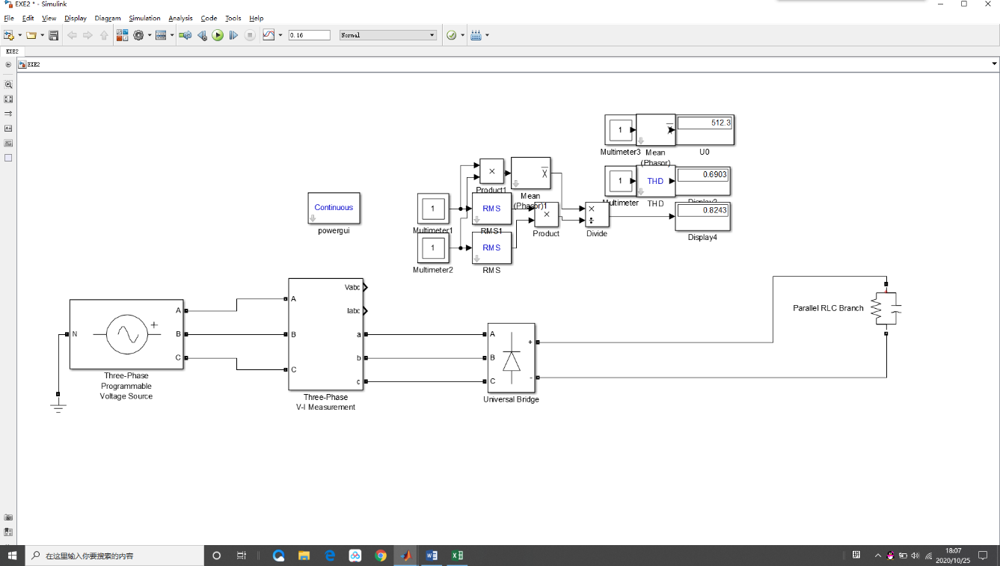 EXE2 * - Simulink
File Edit View Display Diagram Simulation Analysis Code Tools Help
0.16 Normal
EXE2
EXE2
1
Multimeter3
Mean
(Phasor)
512.3
U0
1
Multimeter
THD
THD
0.6903
Display2
Product1
Mean
(Phasor)1
Continuous
powergui
1
Multimeter1
RMS
RMS1
1
Multimeter2
RMS
RMS
Product
Divide
0.8243
Display4
N
A
B
C
Three-Phase
Programmable
Voltage Source
A
B
C
Vabc
Iabc
a
b
c
Three-Phase
V-I Measurement
A
B
C
+
-
Universal Bridge
Parallel RLC Branch
在这里输入你要搜索的内容
拼
18:07
2020/10/25